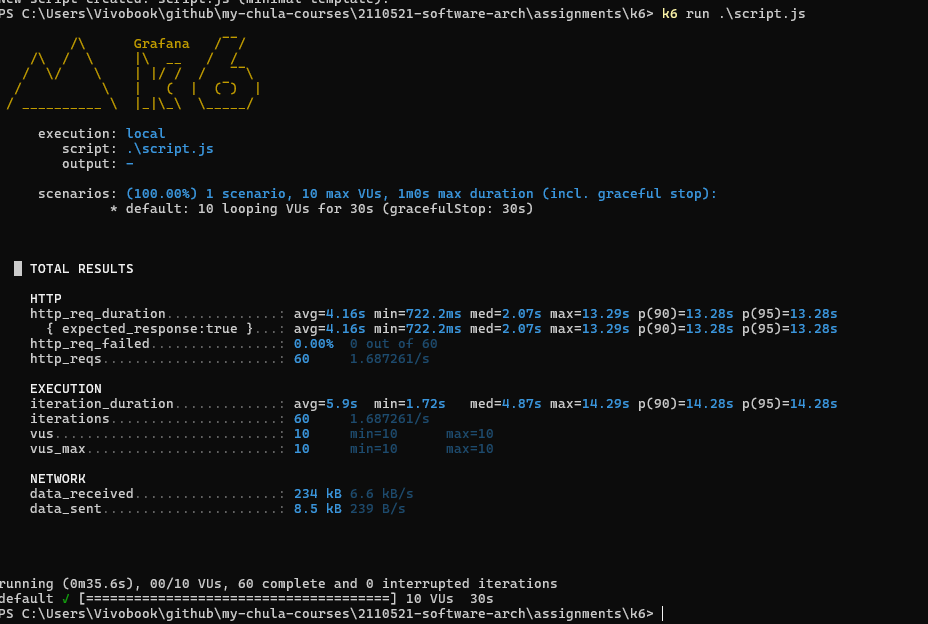 New script created: script.js (minimal template).
PS C:\Users\Vivobook\github\my-chula-courses\2110521-software-arch\assignments\k6> k6 run .\script.js
Grafana
execution: local
script: .\script.js
output: -
scenarios: (100.00%) 1 scenario, 10 max VUs, 1m0s max duration (incl. graceful stop):
* default: 10 looping VUs for 30s (gracefulStop: 30s)
TOTAL RESULTS
HTTP
http_req_duration..............: avg=4.16s min=722.2ms med=2.07s max=13.29s p(90)=13.28s p(95)=13.28s
{ expected_response:true }...: avg=4.16s min=722.2ms med=2.07s max=13.29s p(90)=13.28s p(95)=13.28s
http_req_failed................: 0.00% 0 out of 60
http_reqs......................: 60 1.687261/s
EXECUTION
iteration_duration.............: avg=5.9s min=1.72s med=4.87s max=14.29s p(90)=14.28s p(95)=14.28s
iterations.....................: 60 1.687261/s
vus............................: 10 min=10 max=10
vus_max........................: 10 min=10 max=10
NETWORK
data_received..................: 234 kB 6.6 kB/s
data_sent......................: 8.5 kB 239 B/s
running (0m35.6s), 00/10 VUs, 60 complete and 0 interrupted iterations
default ✓ [======================================] 10 VUs 30s
PS C:\Users\Vivobook\github\my-chula-courses\2110521-software-arch\assignments\k6>